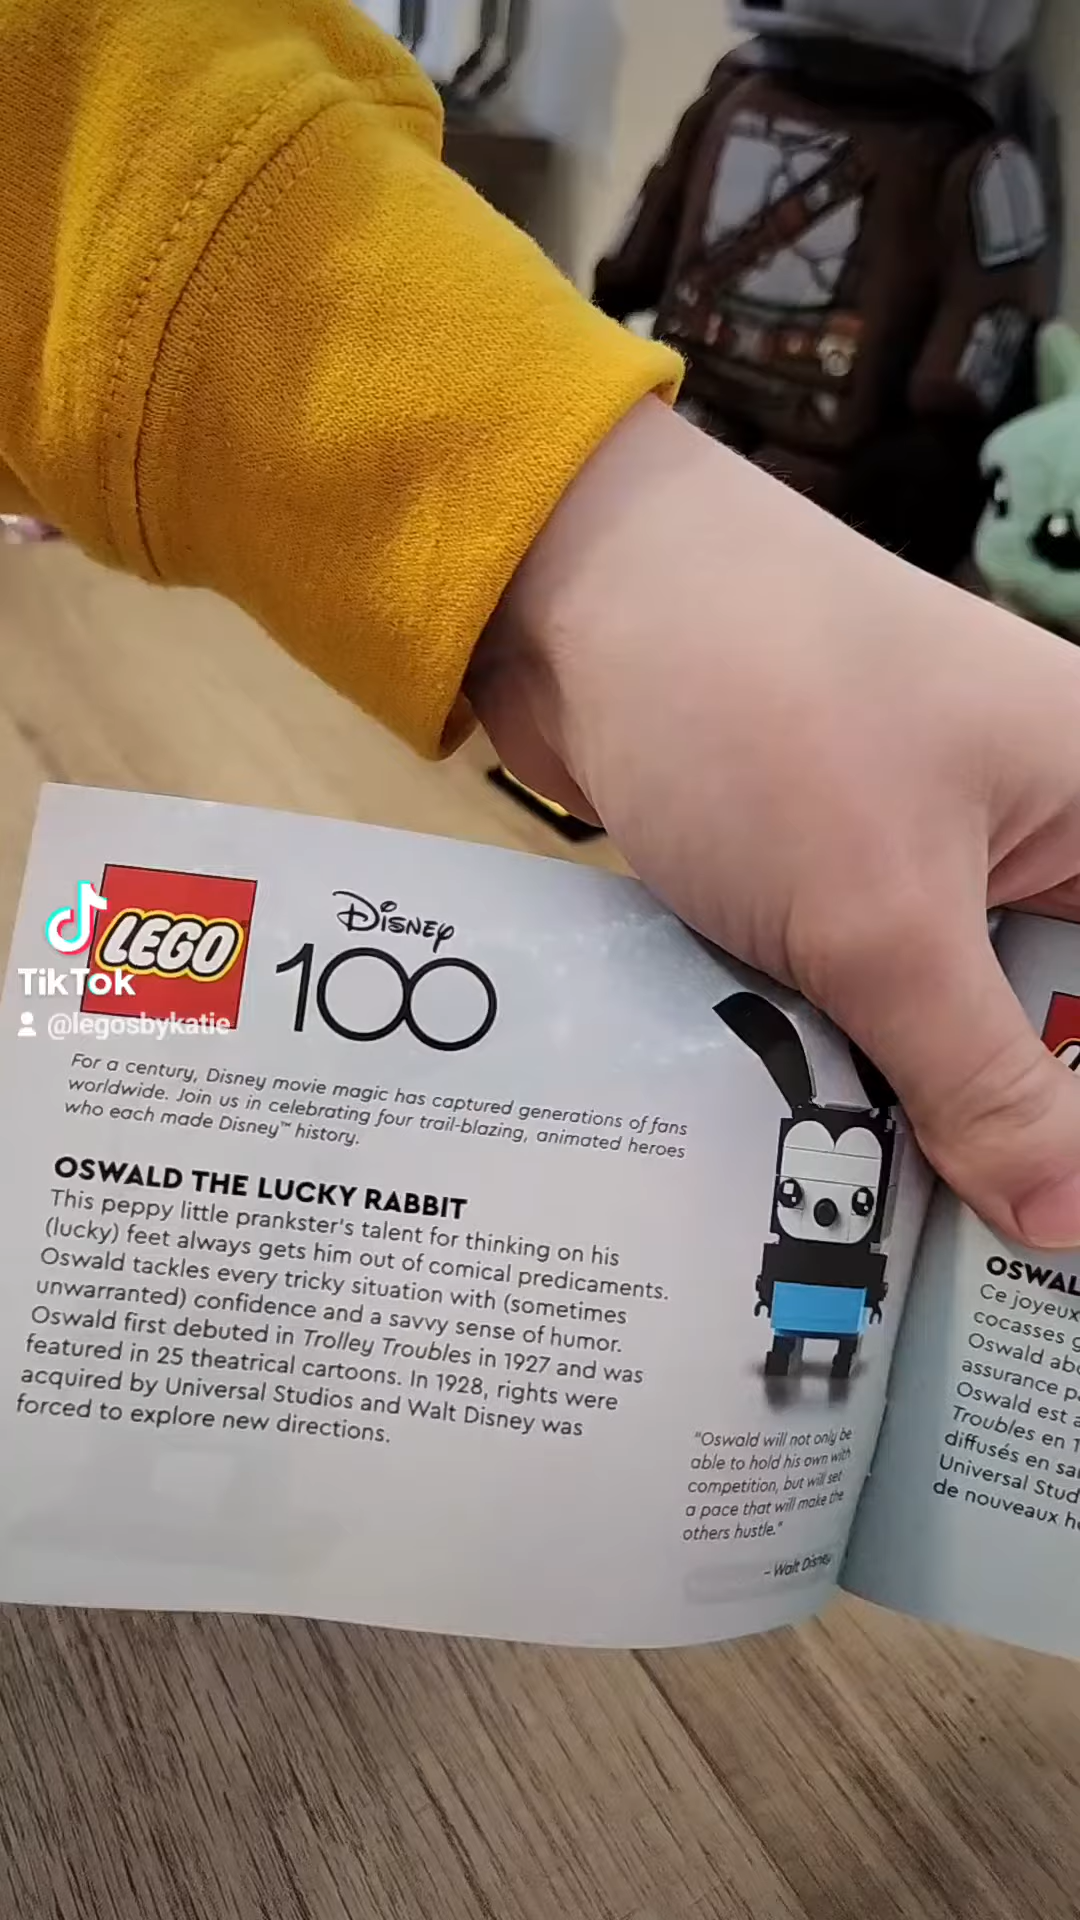 LEGO
DISNEY
100
TikTok
@legosbykatie
For a century, Disney movie magic has captured generations of fans
worldwide. Join us in celebrating four trail-blazing, animated heroes
who each made Disney™ history.
OSWALD THE LUCKY RABBIT
This peppy little prankster's talent for thinking on his
(lucky) feet always gets him out of comical predicaments.
Oswald tackles every tricky situation with (sometimes
unwarranted) confidence and a savvy sense of humor.
Oswald first debuted in Trolley Troubles in 1927 and was
featured in 25 theatrical cartoons. In 1928, rights were
acquired by Universal Studios and Walt Disney was
forced to explore new directions.
"Oswald will not only be
able to hold his own with
competition, but will set
a pace that will make the
others hustle."
- Walt Disney
OSWAL
Ce joyeux
cocasses
Oswald
assurance
Oswald est
Troubles en 1
diffusés en
Universal Stud
de nouveaux